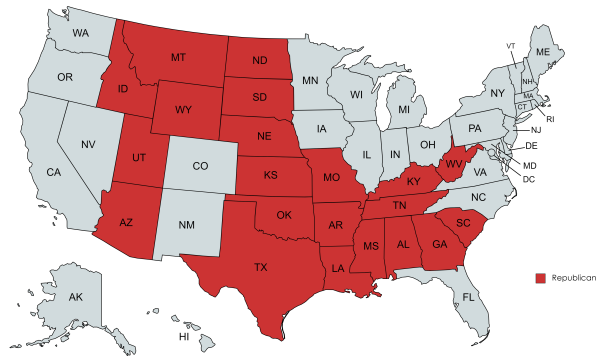 WA
MT
ND
MN
ME
VT
NH
OR
ID
SD
WI
MI
NY
MA
CT
RI
WY
IA
PA
NJ
NE
OH
DE
NV
UT
CO
IL
IN
WV
MD
CA
KS
MO
KY
VA
DC
AZ
NM
OK
AR
TN
NC
SC
TX
LA
MS
AL
GA
FL
Republican
AK
HI